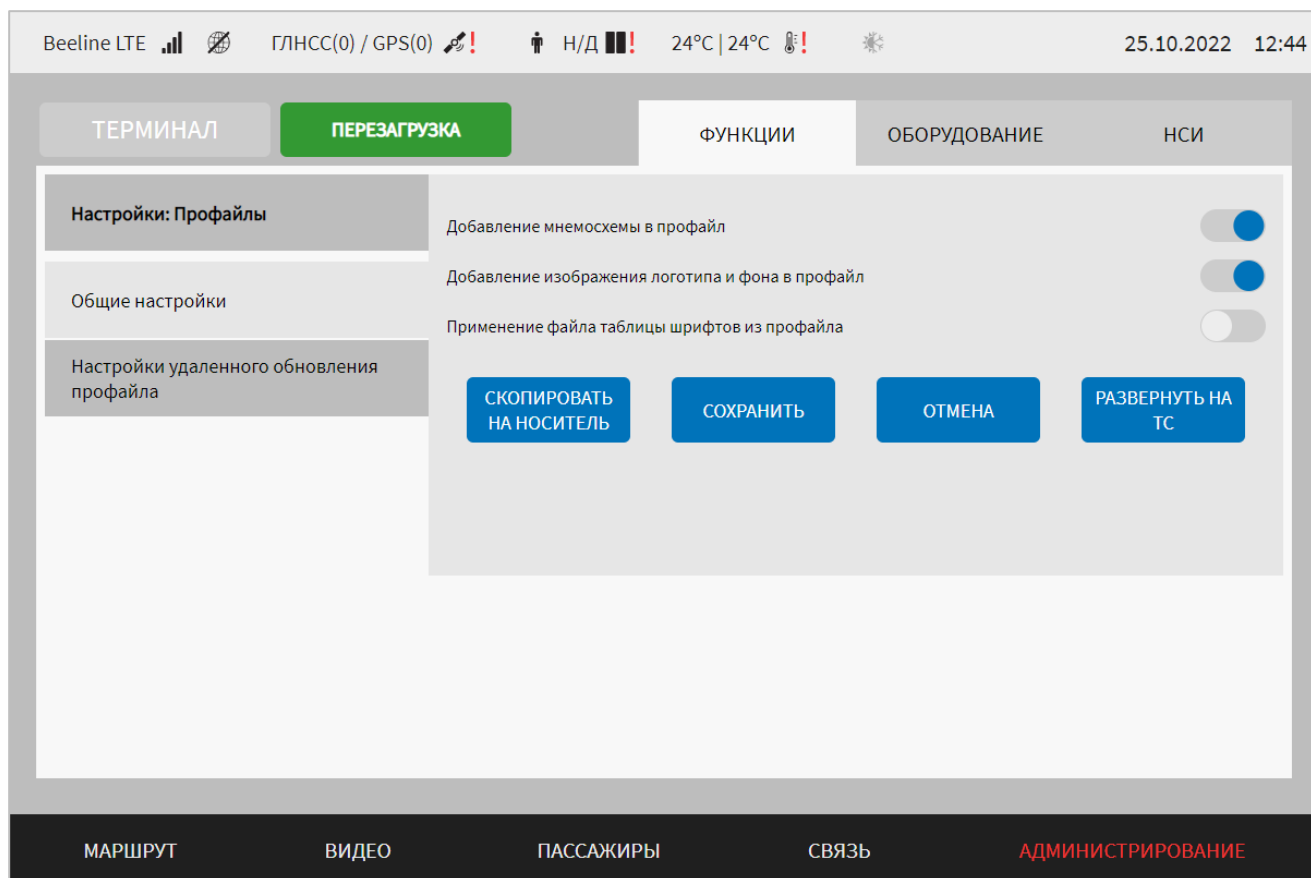 Beeline LTE ГЛНСС(0) / GPS(0) ! Н/Д ! 24°C | 24°C ! 25.10.2022 12:44
ТЕРМИНАЛ ПЕРЕЗАГРУЗКА ФУНКЦИИ ОБОРУДОВАНИЕ НСИ
Настройки: Профайлы
Общие настройки
Настройки удаленного обновления
профайла
Добавление мнемосхемы в профайл
Добавление изображения логотипа и фона в профайл
Применение файла таблицы шрифтов из профайла
СКОПИРОВАТЬ
НА НОСИТЕЛЬ
СОХРАНИТЬ
ОТМЕНА
РАЗВЕРНУТЬ НА
ТС
МАРШРУТ ВИДЕО ПАССАЖИРЫ СВЯЗЬ АДМИНИСТРИРОВАНИЕ